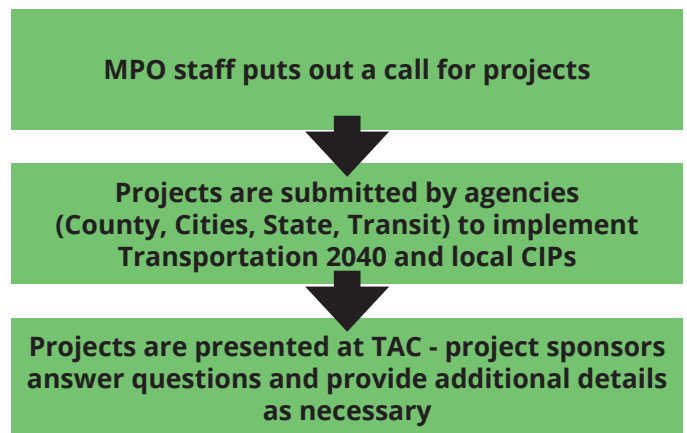 MPO staff puts out a call for projects
Projects are submitted by agencies
(County, Cities, State, Transit) to implement
Transportation 2040 and local CIPs
Projects are presented at TAC - project sponsors
answer questions and provide additional details
as necessary